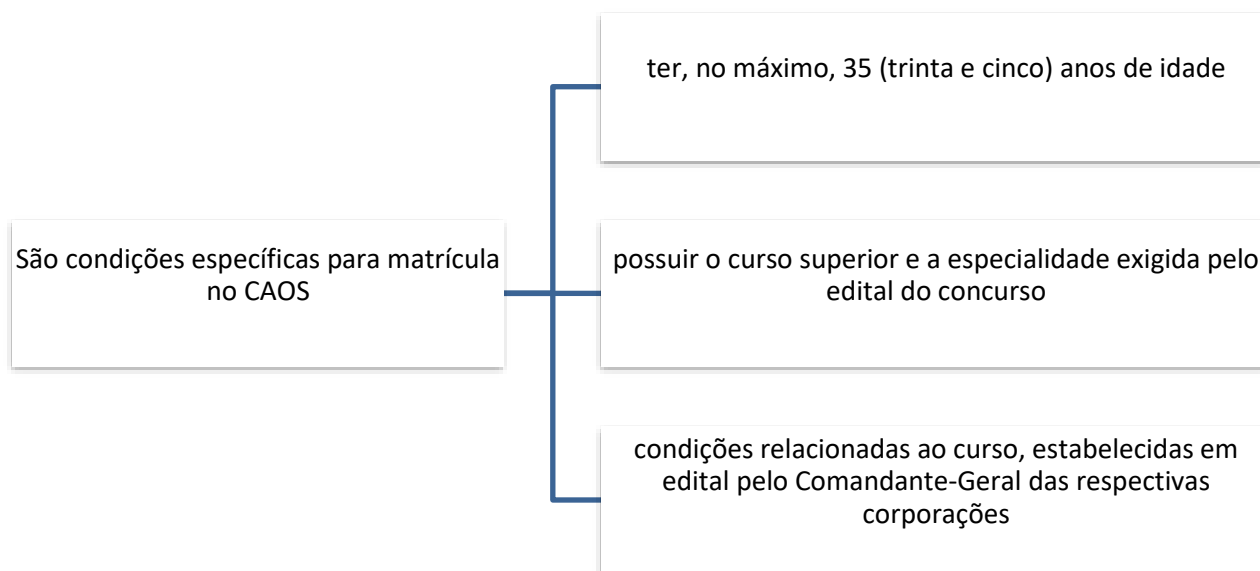 São condições específicas para matrícula
no CAOS
ter, no máximo, 35 (trinta e cinco) anos de idade
possuir o curso superior e a especialidade exigida pelo
edital do concurso
condições relacionadas ao curso, estabelecidas em
edital pelo Comandante-Geral das respectivas
corporações